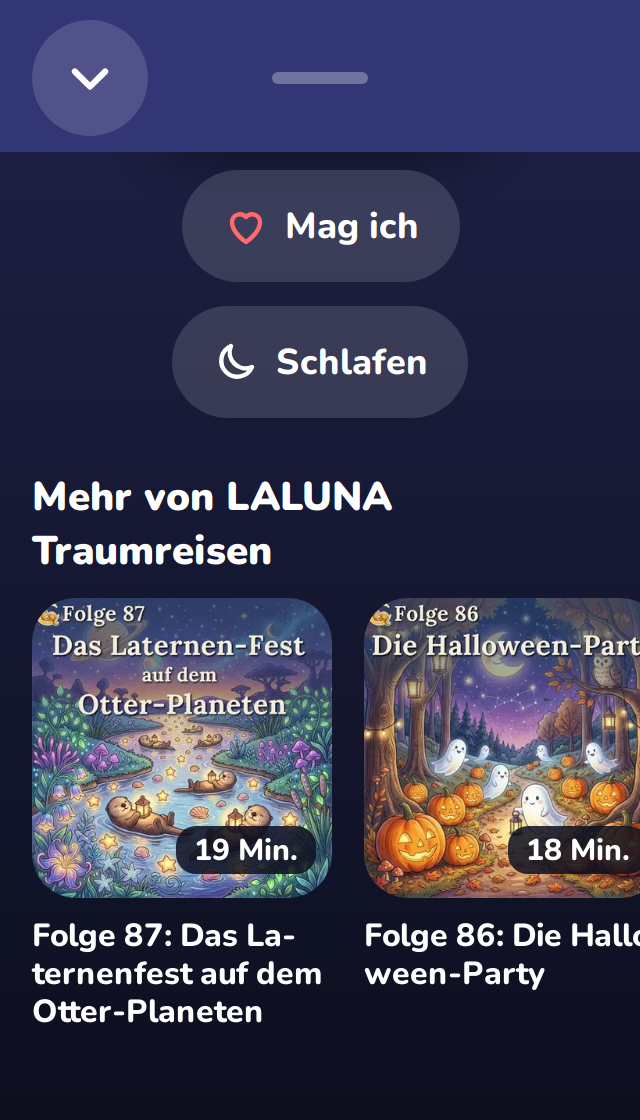 Mag ich
Schlafen
Mehr von LALUNA
Traumreisen
Folge 87
Das Laternen-Fest
auf dem
Otter-Planeten
19 Min.
Folge 86
Die Halloween-Part
18 Min.
Folge 87: Das La-
ternenfest auf dem
Otter-Planeten
Folge 86: Die Hallo
ween-Party